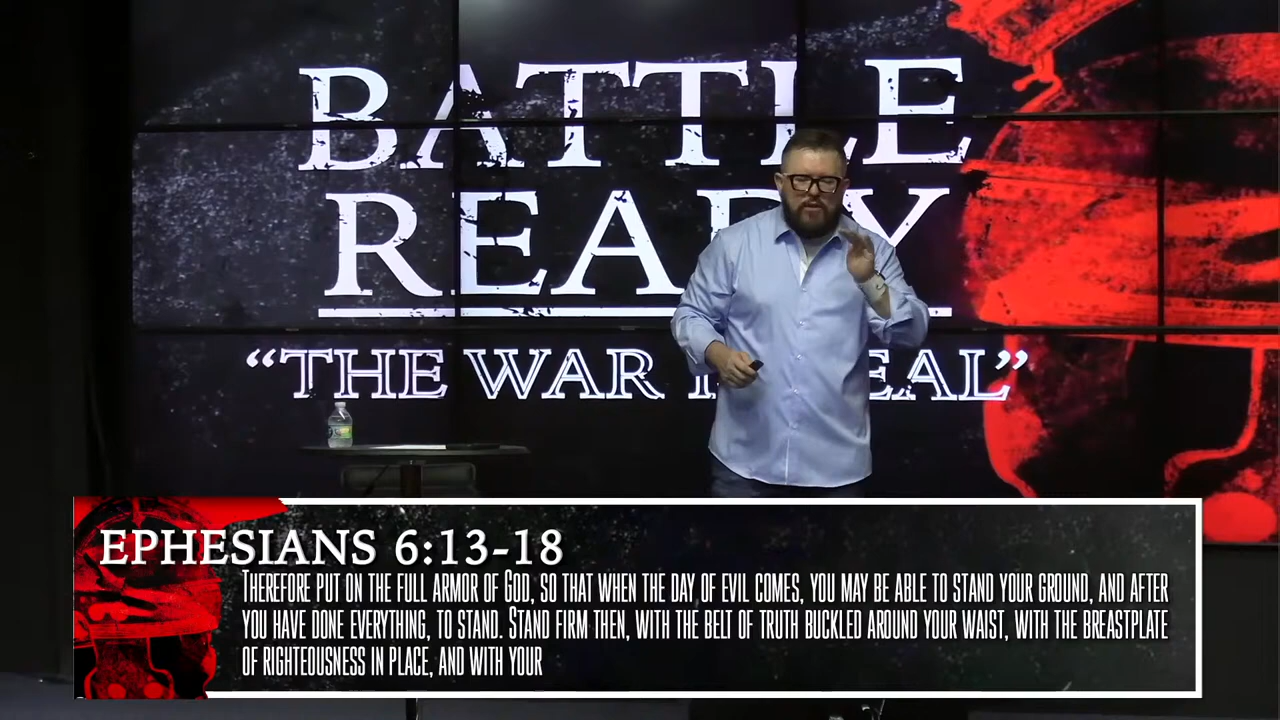 BATTLE
READY
“THE WAR IS REAL”
EPHESIANS 6:13-18
THEREFORE PUT ON THE FULL ARMOR OF GOD, SO THAT WHEN THE DAY OF EVIL COMES, YOU MAY BE ABLE TO STAND YOUR GROUND, AND AFTER
YOU HAVE DONE EVERYTHING, TO STAND. STAND FIRM THEN, WITH THE BELT OF TRUTH BUCKLED AROUND YOUR WAIST, WITH THE BREASTPLATE
OF RIGHTEOUSNESS IN PLACE, AND WITH YOUR